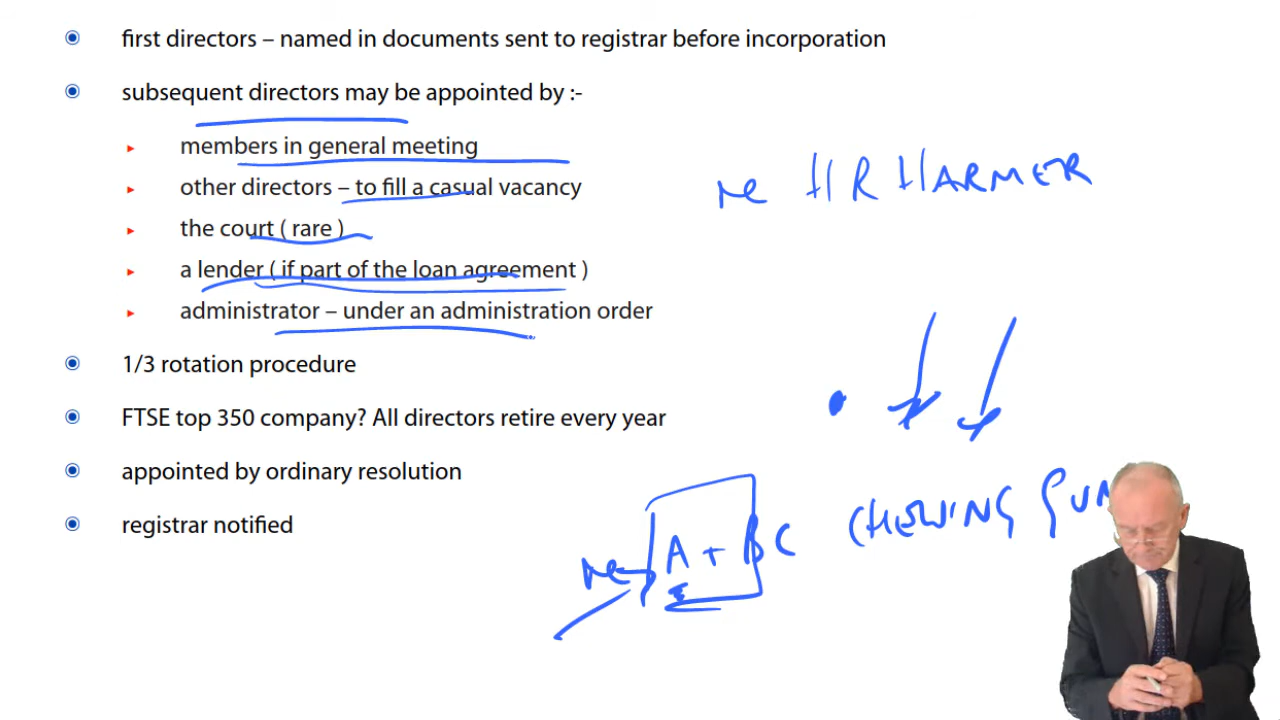 first directors – named in documents sent to registrar before incorporation
subsequent directors may be appointed by :-
members in general meeting
other directors – to fill a casual vacancy
re HR HARMER
the court ( rare )
a lender ( if part of the loan agreement )
administrator – under an administration order
1/3 rotation procedure
FTSE top 350 company? All directors retire every year
appointed by ordinary resolution
CHEWING GUM
registrar notified
re A + BC